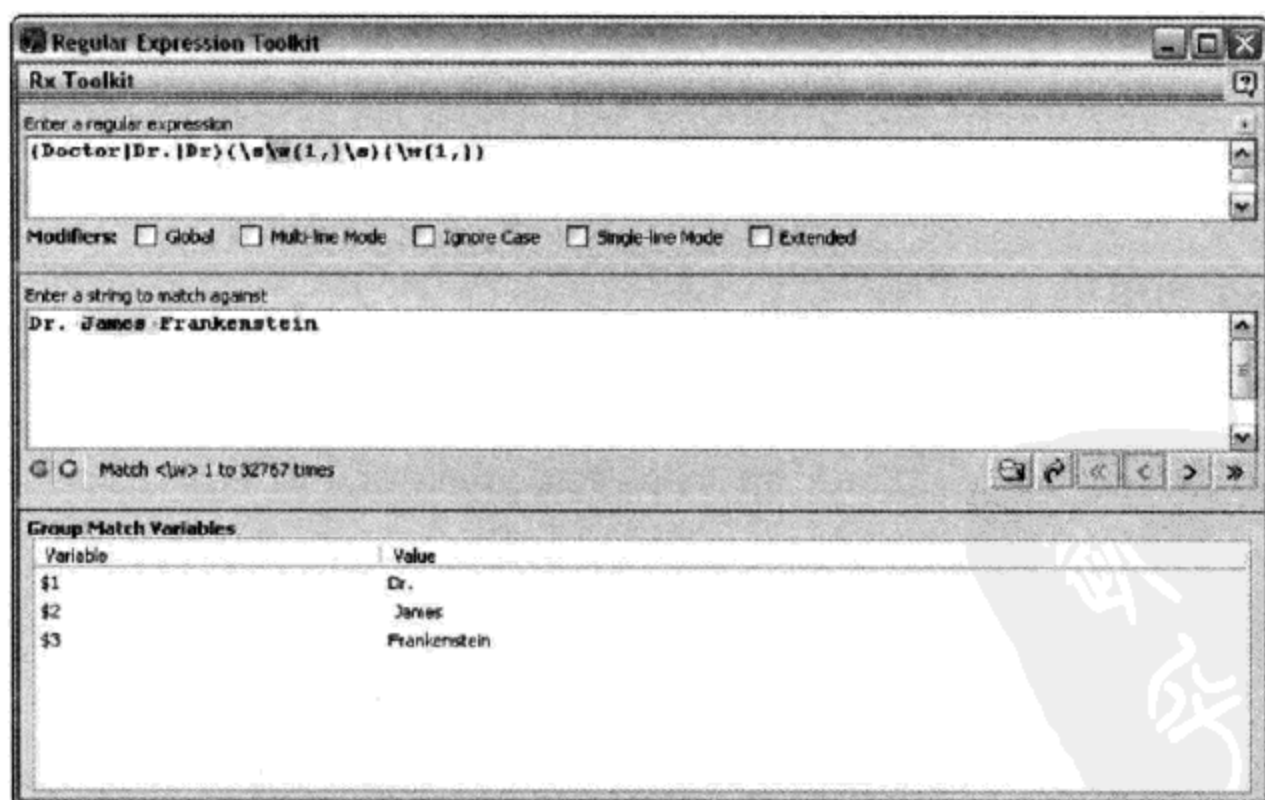 Regular Expression Toolkit
Rx Toolkit
Enter a regular expression
(Doctor|Dr.|Dr)(\s\w{1,}\s)(\w{1,})
Modifiers: Global Multi-line Mode Ignore Case Single-line Mode Extended
Enter a string to match against
Dr. James Frankenstein
Match <\w> 1 to 32767 times
Group Match Variables
Variable Value
$1 Dr.
$2 James
$3 Frankenstein